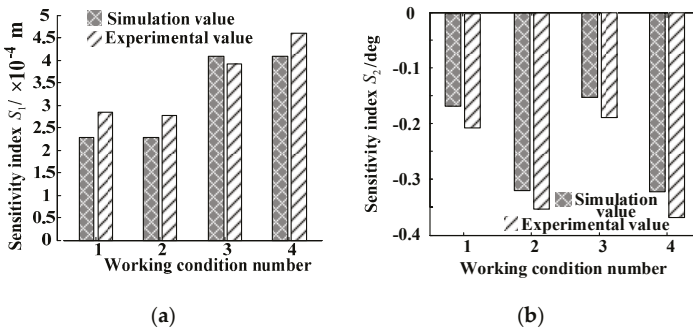 Sensitivity index S₁/ ×10⁻⁴ m
5
4.5
4
3.5
3
2.5
2
1.5
1
0.5
0
Simulation value
Experimental value
1 2 3 4
Working condition number
(a)
Sensitivity index S₂/deg
0
-0.1
-0.2
-0.3
-0.4
Simulation
value
Experimental value
1 2 3 4
Working condition number
(b)